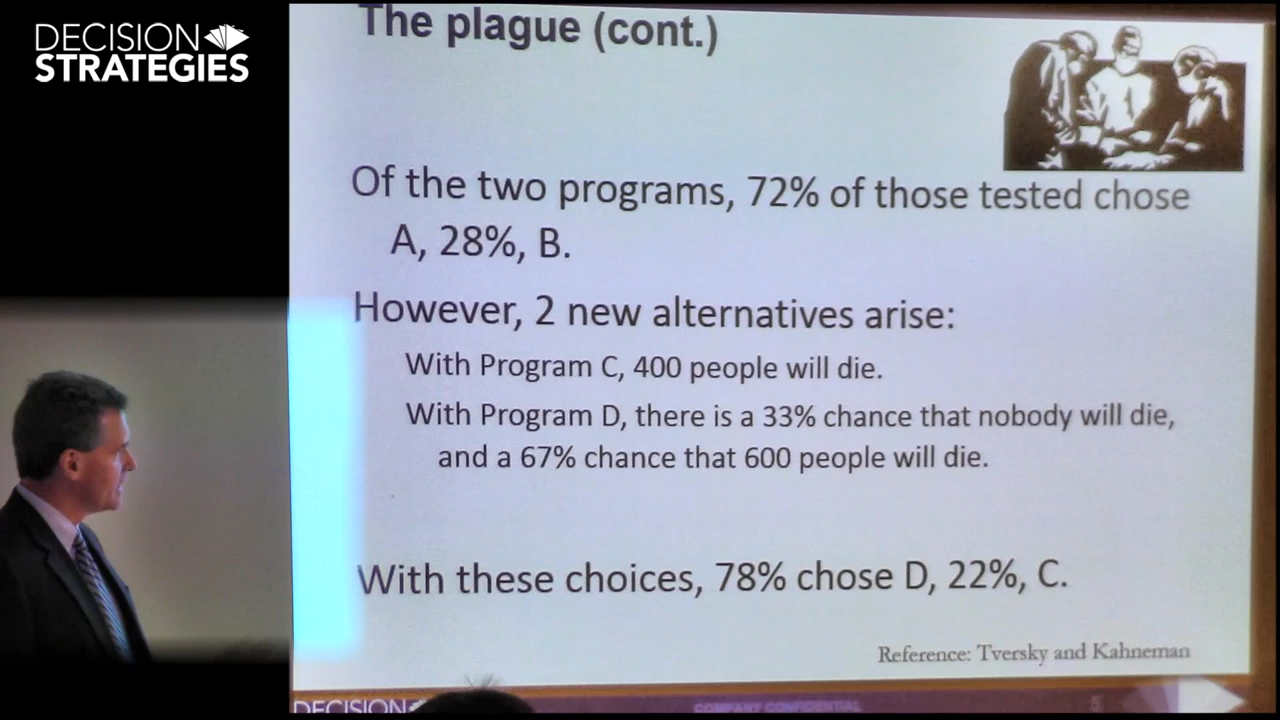 DECISION
STRATEGIES
The plague (cont.)
Of the two programs, 72% of those tested chose
A, 28%, B.
However, 2 new alternatives arise:
With Program C, 400 people will die.
With Program D, there is a 33% chance that nobody will die,
and a 67% chance that 600 people will die.
With these choices, 78% chose D, 22%, C.
Reference: Tversky and Kahneman
DECISION
COMPANY CONFIDENTIAL
5